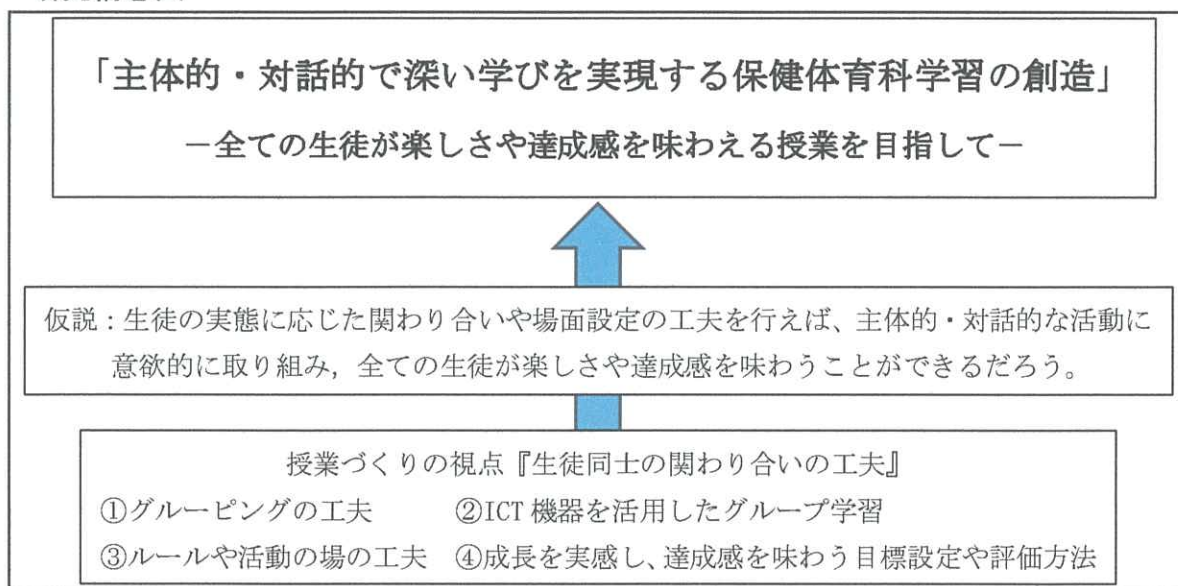 「主体的・対話的で深い学びを実現する保健体育科学習の創造」
－全ての生徒が楽しさや達成感を味わえる授業を目指して－
仮説：生徒の実態に応じた関わり合いや場面設定の工夫を行えば、主体的・対話的な活動に
意欲的に取り組み，全ての生徒が楽しさや達成感を味わうことができるだろう。
授業づくりの視点『生徒同士の関わり合いの工夫』
①グルーピングの工夫　②ICT 機器を活用したグループ学習
③ルールや活動の場の工夫　④成長を実感し、達成感を味わう目標設定や評価方法